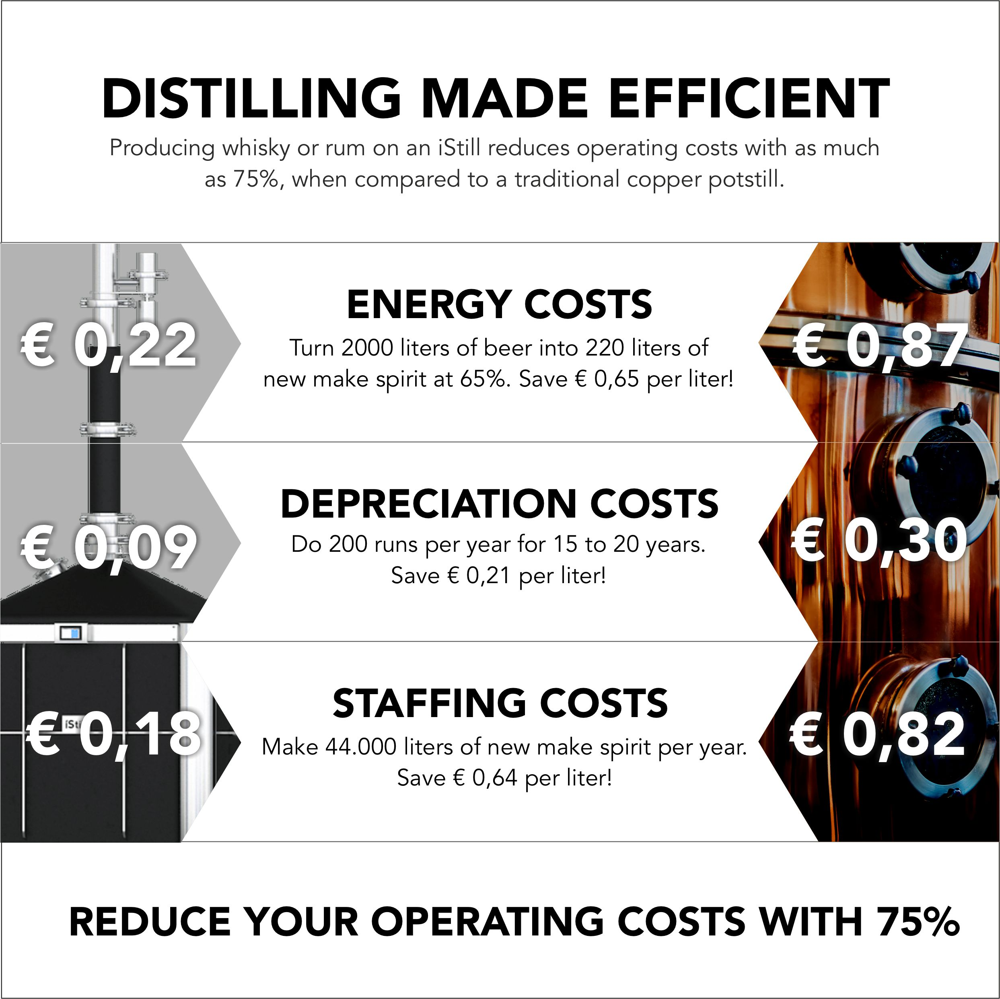 DISTILLING MADE EFFICIENT
Producing whisky or rum on an iStill reduces operating costs with as much
as 75%, when compared to a traditional copper potstill.
€ 0,22
ENERGY COSTS
Turn 2000 liters of beer into 220 liters of
new make spirit at 65%. Save € 0,65 per liter!
€ 0,87
€ 0,09
DEPRECIATION COSTS
Do 200 runs per year for 15 to 20 years.
Save € 0,21 per liter!
€ 0,30
€ 0,18
STAFFING COSTS
Make 44.000 liters of new make spirit per year.
Save € 0,64 per liter!
€ 0,82
REDUCE YOUR OPERATING COSTS WITH 75%